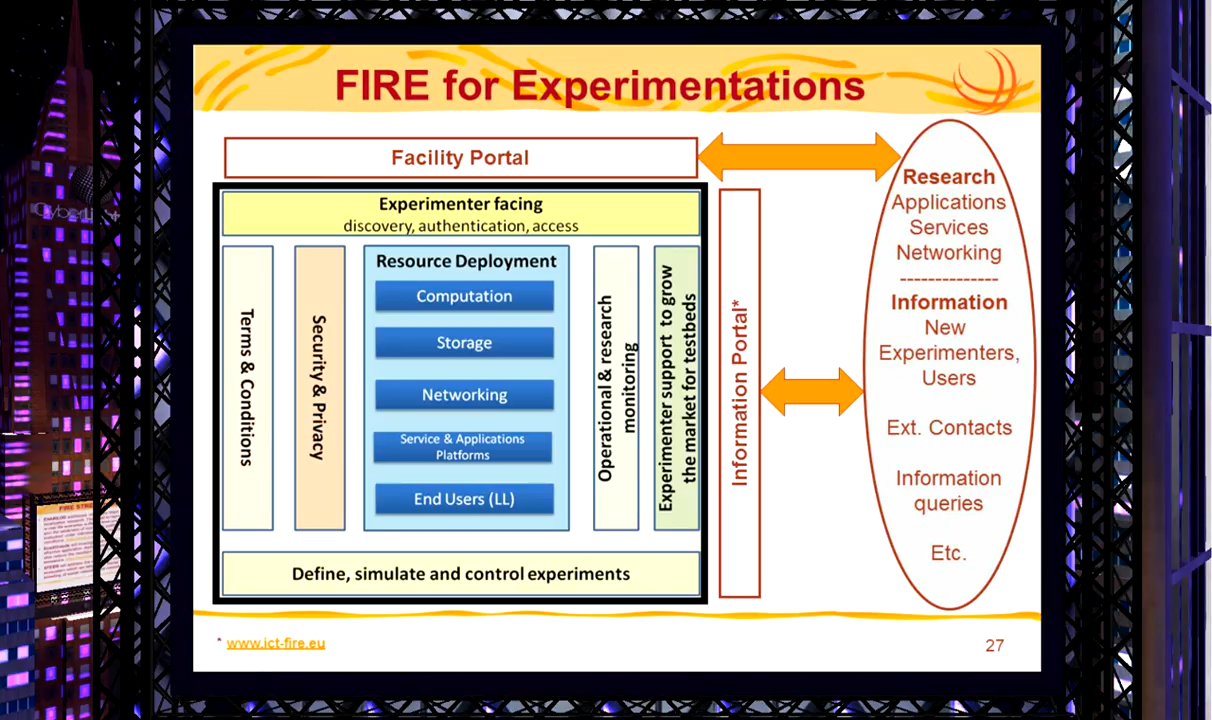 FIRE for Experimentations
Facility Portal
Experimenter facing
discovery, authentication, access
Terms & Conditions
Security & Privacy
Resource Deployment
Computation
Storage
Networking
Service & Applications
Platforms
End Users (LL)
Operational & research
monitoring
Experimenter support to grow
the market for testbeds
Define, simulate and control experiments
Information Portal*
Research
Applications
Services
Networking
--------------
Information
New
Experimenters,
Users
Ext. Contacts
Information
queries
Etc.
* www.ict-fire.eu
27